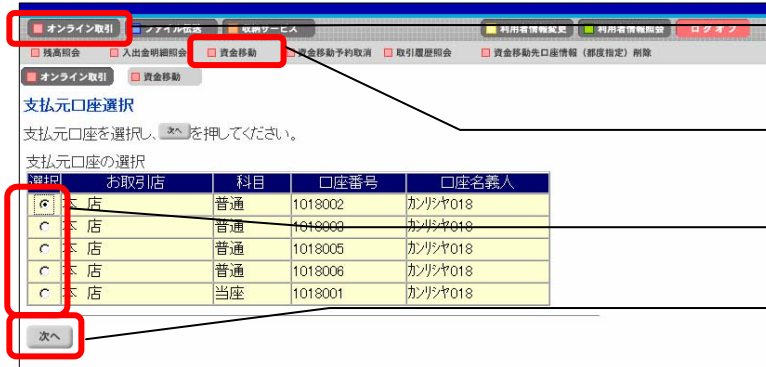 オンライン取引 ファイル伝送 収納サービス 利用者情報変更 利用者情報照会 ログオフ
残高照会 入出金明細照会 資金移動 資金移動予約取消 取引履歴照会 資金移動先口座情報（都度指定）削除
オンライン取引 資金移動
支払元口座選択
支払元口座を選択し、次へを押してください。
支払元口座の選択
選択 お取引店 科目 口座番号 口座名義人
本 店 普通 1018002 カンリシャ018
本 店 普通 1018003 カンリシャ018
本 店 普通 1018005 カンリシャ018
本 店 普通 1018006 カンリシャ018
本 店 当座 1018001 カンリシャ018
次へ